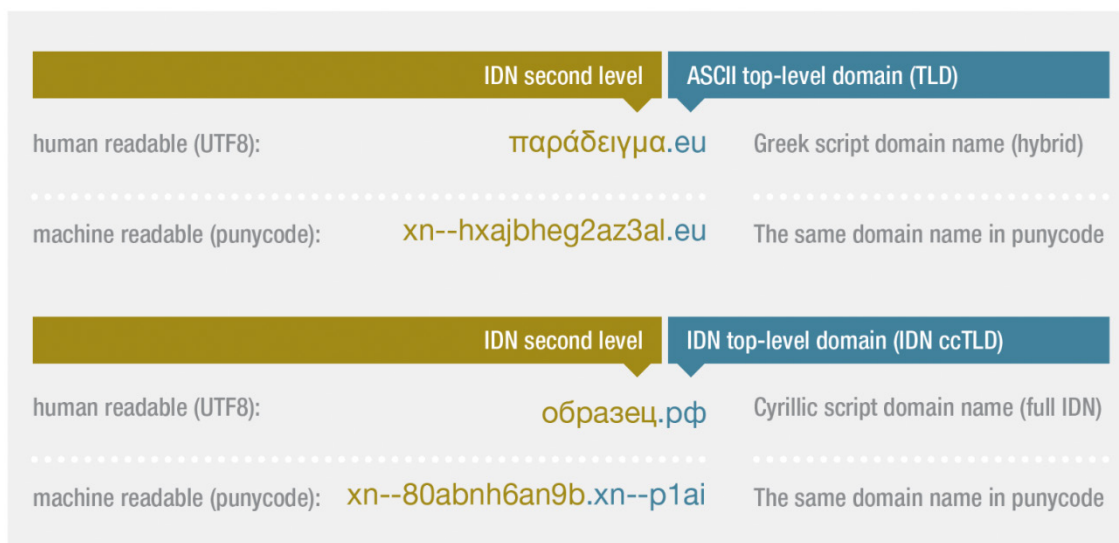 IDN second level ASCII top-level domain (TLD)
human readable (UTF8): παράδειγμα.eu Greek script domain name (hybrid)
machine readable (punycode): xn--hxajbheg2az3al.eu The same domain name in punycode
IDN second level IDN top-level domain (IDN ccTLD)
human readable (UTF8): образец.рф Cyrillic script domain name (full IDN)
machine readable (punycode): xn--80abnh6an9b.xn--p1ai The same domain name in punycode